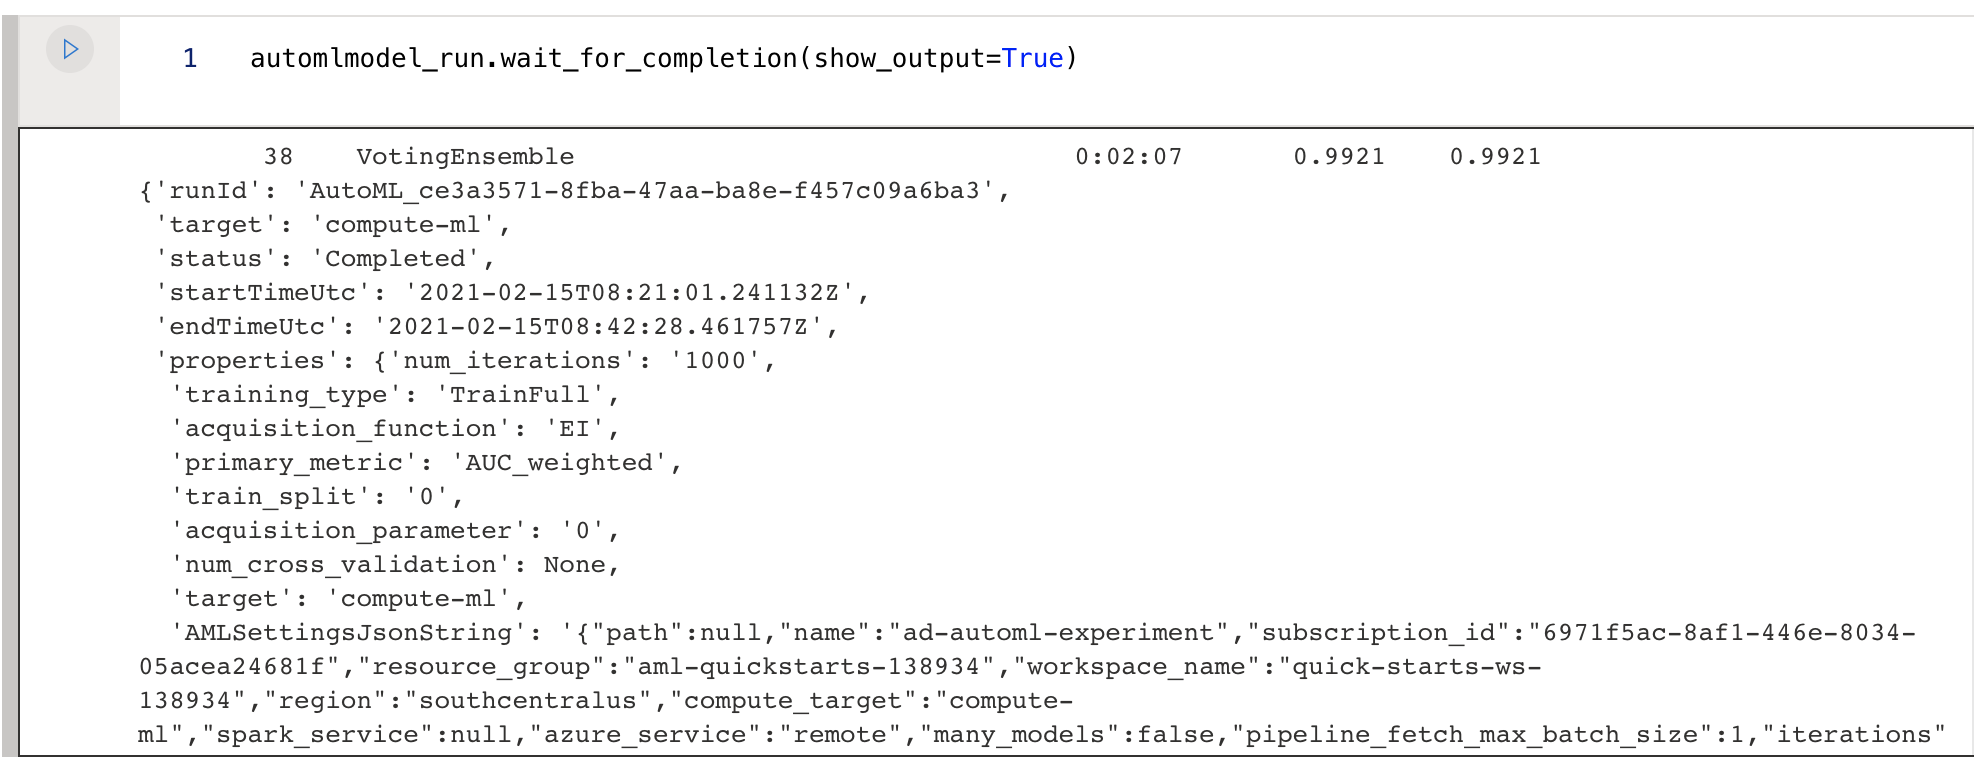 1 automlmodel_run.wait_for_completion(show_output=True)
38 VotingEnsemble 0:02:07 0.9921 0.9921
{'runId': 'AutoML_ce3a3571-8fba-47aa-ba8e-f457c09a6ba3',
'target': 'compute-ml',
'status': 'Completed',
'startTimeUtc': '2021-02-15T08:21:01.241132Z',
'endTimeUtc': '2021-02-15T08:42:28.461757Z',
'properties': {'num_iterations': '1000',
'training_type': 'TrainFull',
'acquisition_function': 'EI',
'primary_metric': 'AUC_weighted',
'train_split': '0',
'acquisition_parameter': '0',
'num_cross_validation': None,
'target': 'compute-ml',
'AMLSettingsJsonString': '{"path":null,"name":"ad-automl-experiment","subscription_id":"6971f5ac-8af1-446e-8034-
05acea24681f","resource_group":"aml-quickstarts-138934","workspace_name":"quick-starts-ws-
138934","region":"southcentralus","compute_target":"compute-
ml","spark_service":null,"azure_service":"remote","many_models":false,"pipeline_fetch_max_batch_size":1,"iterations"